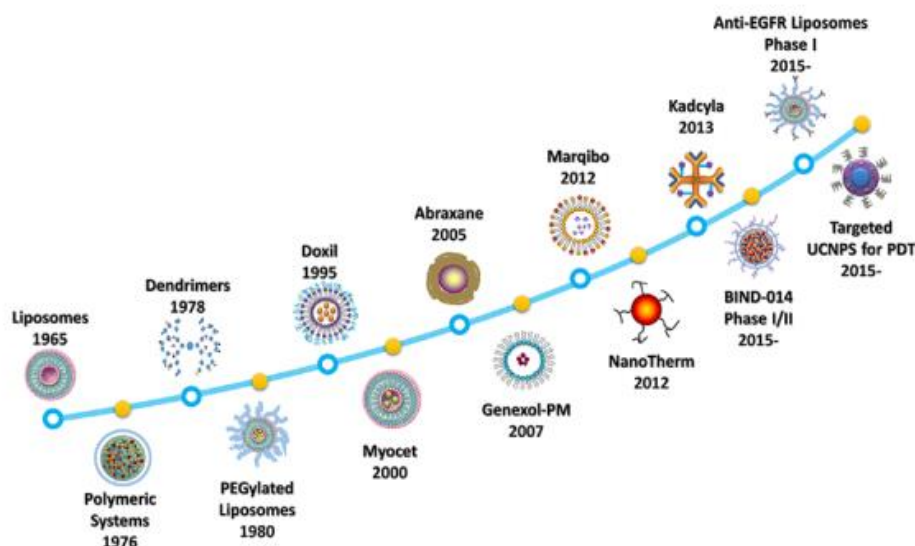 Liposomes
1965
Polymeric
Systems
1976
Dendrimers
1978
PEGylated
Liposomes
1980
Doxil
1995
Myocet
2000
Abraxane
2005
Genexol-PM
2007
Marqibo
2012
NanoTherm
2012
Kadcyla
2013
BIND-014
Phase I/II
2015-
Anti-EGFR Liposomes
Phase I
2015-
Targeted
UCNPS for PDT
2015-